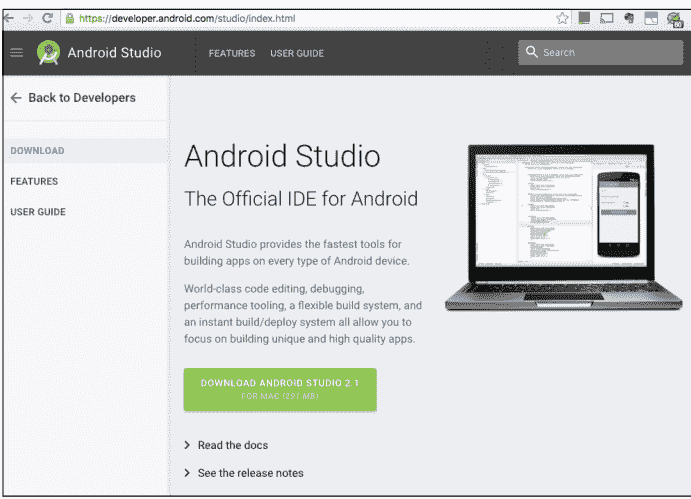 https://developer.android.com/studio/index.html
Android Studio
FEATURES
USER GUIDE
Search
Back to Developers
DOWNLOAD
FEATURES
USER GUIDE
Android Studio
The Official IDE for Android
Android Studio provides the fastest tools for
building apps on every type of Android device.
World-class code editing, debugging,
performance tooling, a flexible build system, and
an instant build/deploy system all allow you to
focus on building unique and high quality apps.
DOWNLOAD ANDROID STUDIO 2.1
FOR MAC (291 MB)
Read the docs
See the release notes